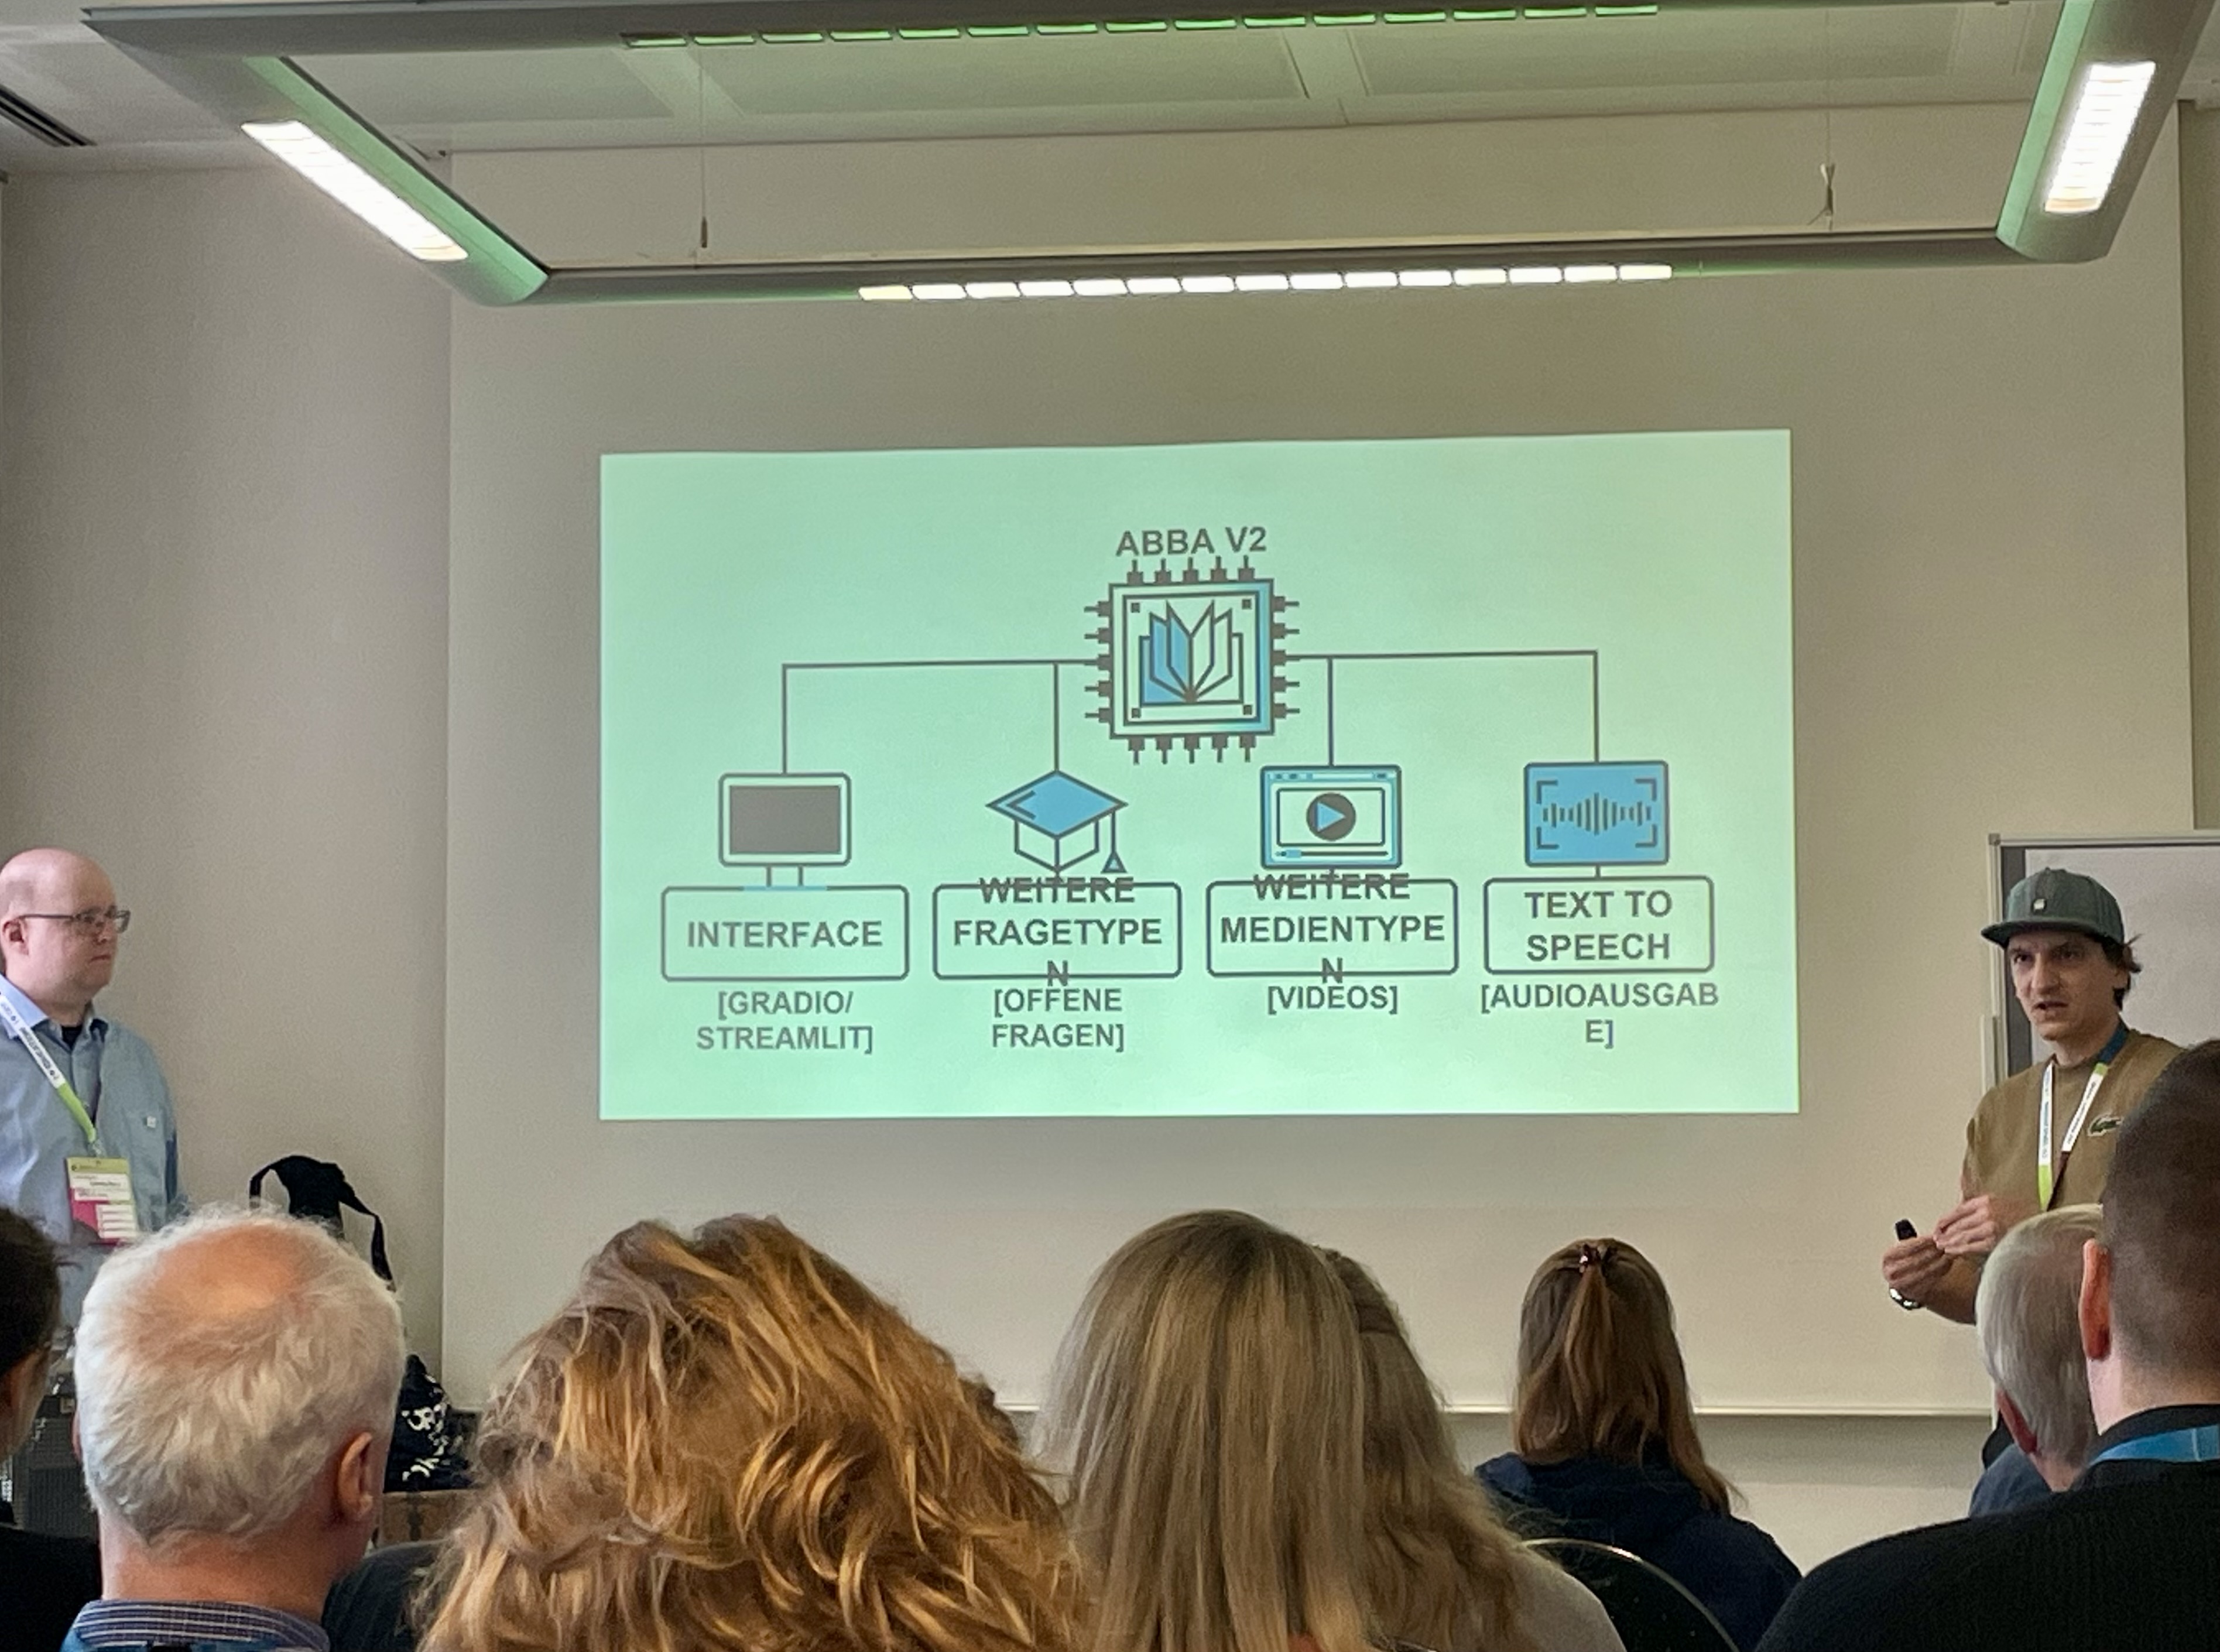 ABBA V2
INTERFACE
[GRADIO/
STREAMLIT]
WEITERE
FRAGETYPE
N
[OFFENE
FRAGEN]
WEITERE
MEDIENTYPE
N
[VIDEOS]
TEXT TO
SPEECH
[AUDIOAUSGAB
E]